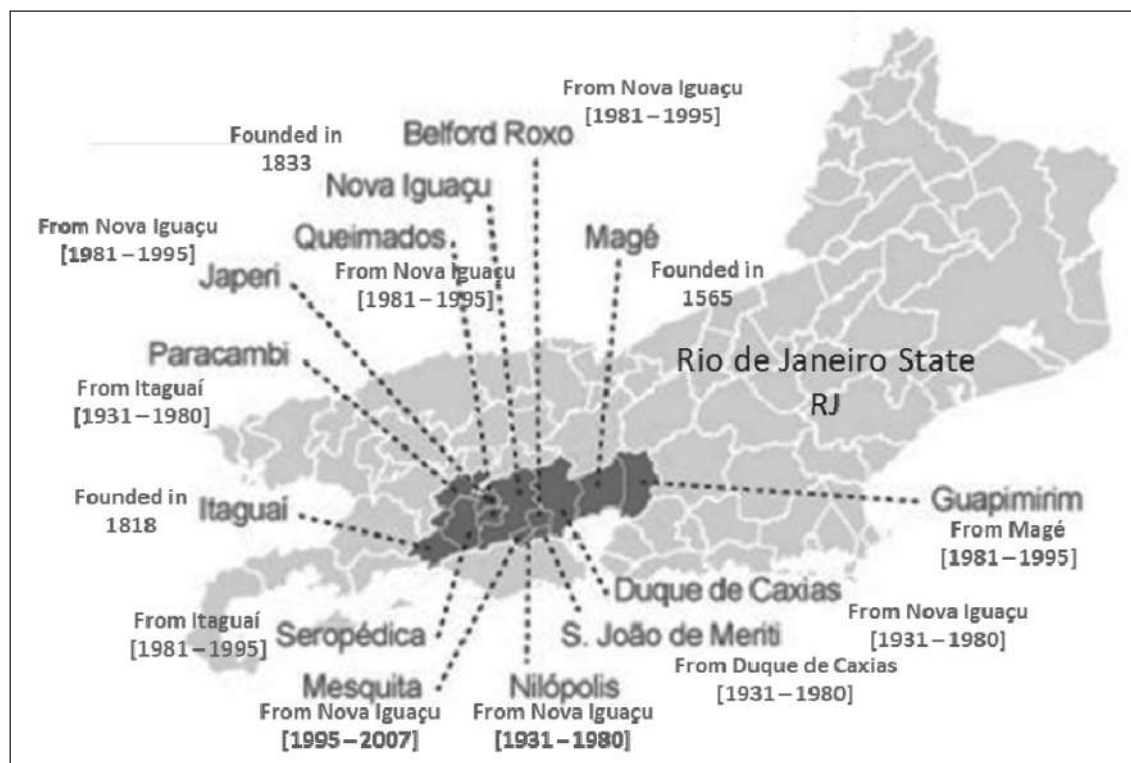 From Nova Iguaçu
[1981–1995]
Founded in
1833
Belford Roxo
Nova Iguaçu
From Nova Iguaçu
[1981–1995]
Queimados
Magé
Japeri
From Nova Iguaçu
[1981–1995]
Founded in
1565
Paracambi
Rio de Janeiro State
RJ
From Itaguaí
[1931–1980]
Founded in
1818
Itaguaí
Guapimirim
From Magé
[1981–1995]
Duque de Caxias
From Nova Iguaçu
[1931–1980]
From Itaguaí
[1981–1995]
Seropédica
S. João de Meriti
From Duque de Caxias
[1931–1980]
Mesquita
From Nova Iguaçu
[1995–2007]
Nilópolis
From Nova Iguaçu
[1931–1980]